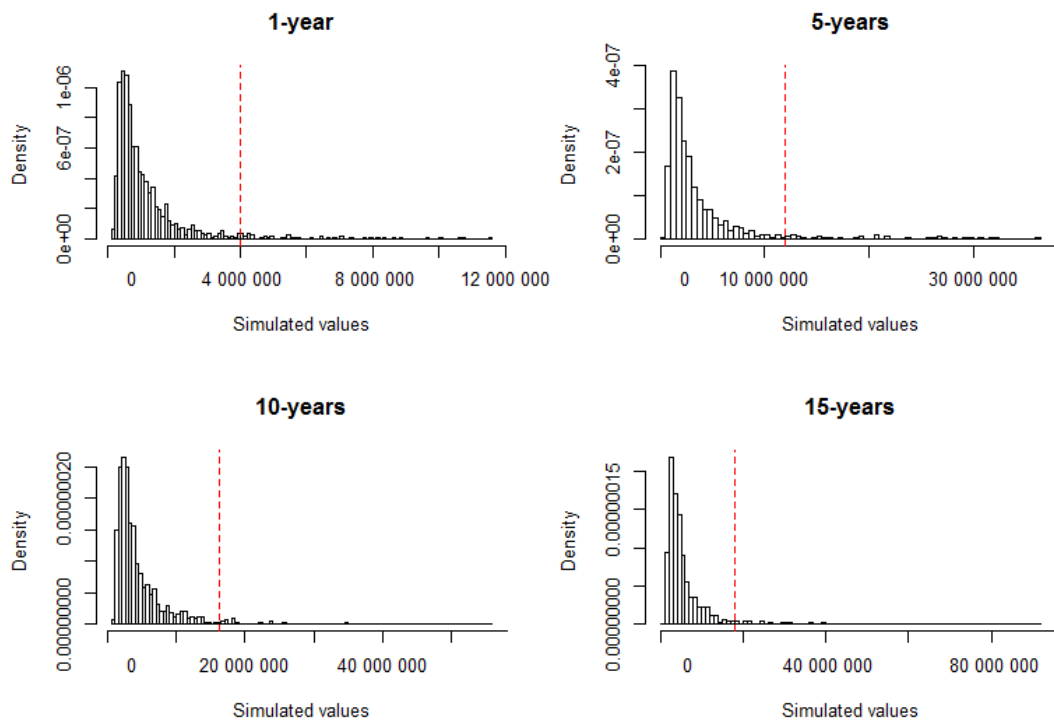 1-year
Density
0e+00 6e-07 1e-06
0 4 000 000 8 000 000 12 000 000
Simulated values
5-years
Density
0e+00 2e-07 4e-07
0 10 000 000 30 000 000
Simulated values
10-years
Density
0.00000000 0.00000020
0 20 000 000 40 000 000
Simulated values
15-years
Density
0.00000000 0.00000015
0 40 000 000 80 000 000
Simulated values